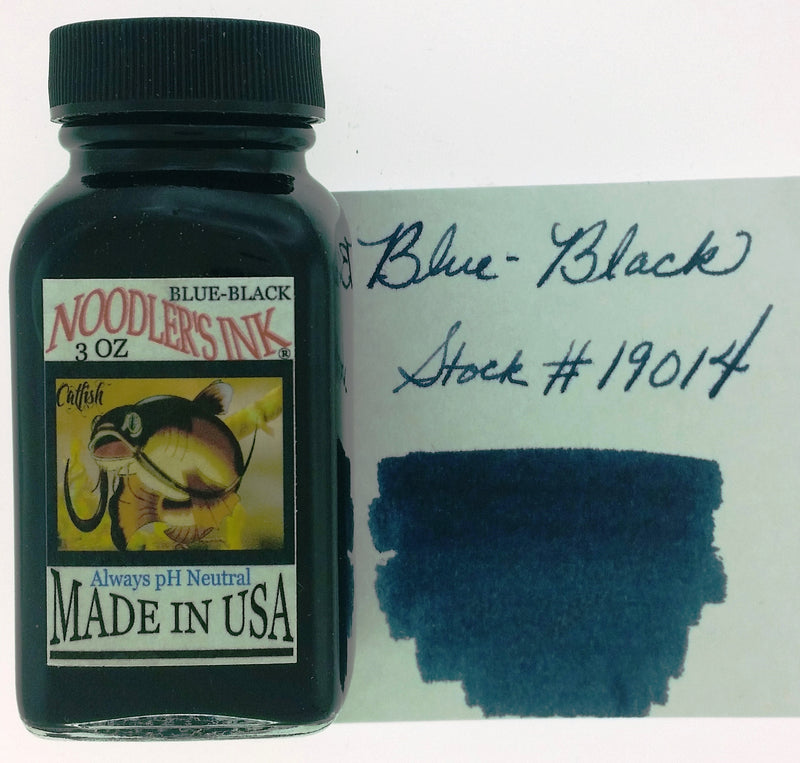 BLUE-BLACK
NOODLER'S INK ®
3 OZ
Catfish
Always pH Neutral
MADE IN USA
Blue-Black
Stock #19014